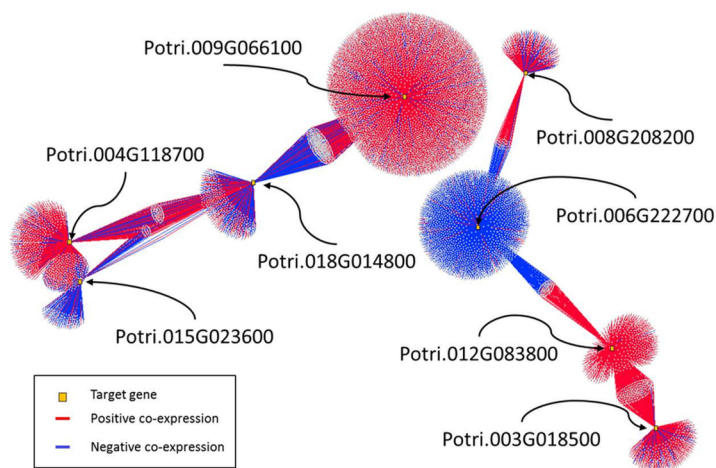 Potri.009G066100
Potri.008G208200
Potri.004G118700
Potri.006G222700
Potri.018G014800
Potri.015G023600
Potri.012G083800
Potri.003G018500
Target gene
Positive co-expression
Negative co-expression